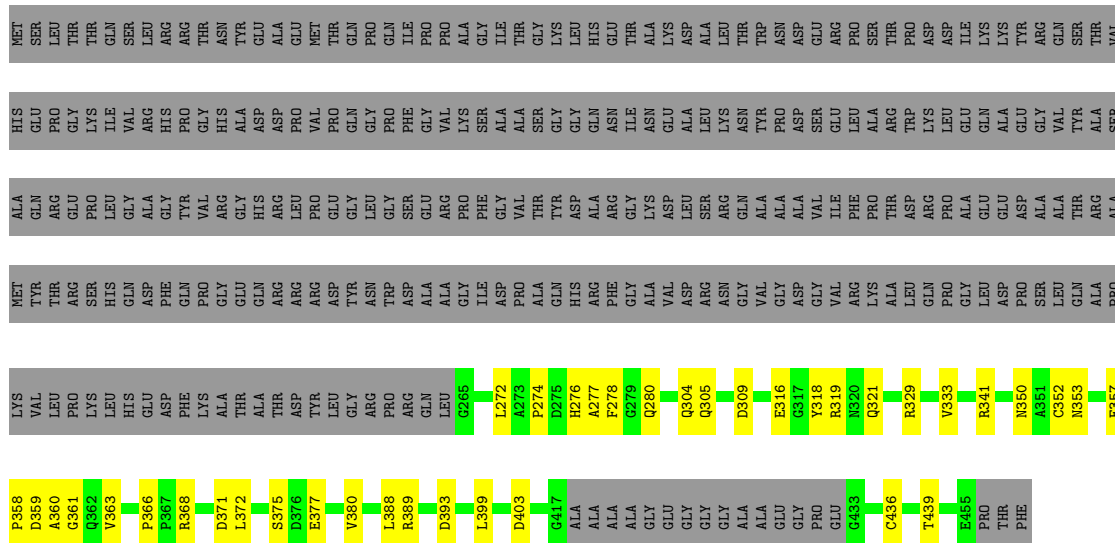 MET SER LEU THR THR GLN SER LEU ARG ARG THR ASN TYR GLU ALA GLU MET THR GLN PRO GLN ILE PRO PRO ALA GLY ILE THR GLY LYS LEU HIS GLU THR ALA LYS ASP ALA LEU THR TRP ASN ASP GLU ARG PRO SER THR PRO ASP ASP ILE LYS LYS TYR ARG GLN SER THR VAL
HIS GLU PRO GLY LYS ILE VAL ARG HIS PRO GLY HIS ALA ASP ASP PRO VAL PRO GLN GLY PRO PHE GLY VAL LYS SER ALA ALA SER GLY GLY GLN ASN ILE ASN GLU ALA LEU LYS ASN TYR PRO ASP SER GLU LEU ALA ARG TRP LYS LEU GLU GLN ALA GLU GLY VAL TYR ALA SER
ALA GLN ARG GLU PRO LEU GLY ALA GLY TYR VAL ARG GLY HIS ARG LEU PRO GLU GLY LEU GLY SER GLU ARG PRO PHE GLY VAL THR TYR ASP ALA ARG GLY LYS ASP LEU SER ARG GLN ALA ALA ALA VAL ILE PHE PRO THR ASP ARG PRO ALA GLU GLU ASP ALA ALA THR ARG ALA
MET TYR THR ARG SER HIS GLN ASP PHE GLN PRO GLY GLU GLN ARG ARG ARG ASP TYR ASN TRP ASP ALA ALA GLY ILE ASP PRO ALA GLN HIS ARG PHE GLY ALA VAL ASP ARG ASN GLY VAL GLY ASP GLY VAL ARG LYS ALA LEU GLN PRO GLY LEU ASP PRO SER LEU GLN ALA PRO
LYS VAL LEU PRO LYS LEU HIS GLU ASP PHE LYS ALA THR ALA THR ASP TYR LEU GLY ARG PRO ARG GLN LEU G265 L272 A273 P274 D275 H276 A277 F278 G279 Q280 Q304 Q305 D309 E316 G317 Y318 R319 N320 Q321 R329 V333 R341 N350 A351 C352 N353
P358 D359 A360 G361 Q362 V363 P366 P367 R368 D371 L372 S375 D376 E377 V380 L388 R389 D393 L399 D403 G417 ALA ALA ALA ALA GLY GLU GLY GLY GLY ALA ALA GLU GLY PRO GLU G433 C436 T439 E455 PRO THR PHE